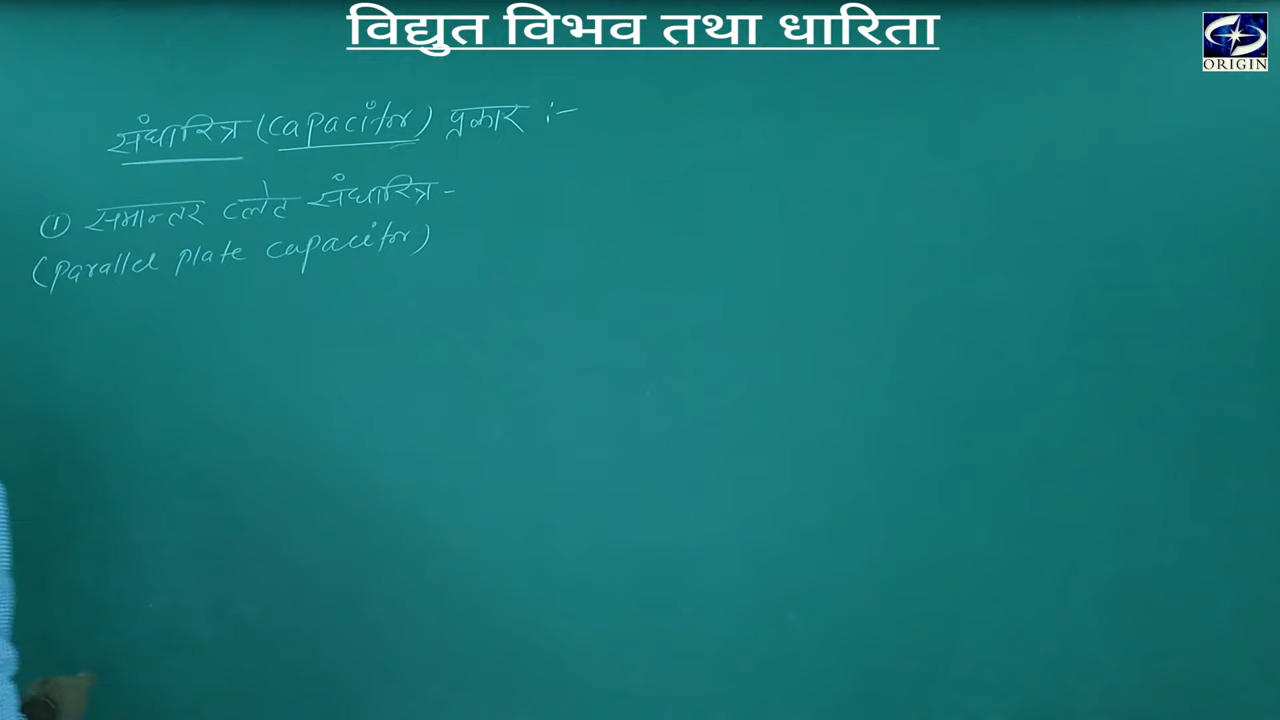 विद्युत विभव तथा धारिता
ORIGIN
संधारित्र (capacitor) प्रकार :-
① समान्तर प्लेट संधारित्र -
(parallel plate capacitor)